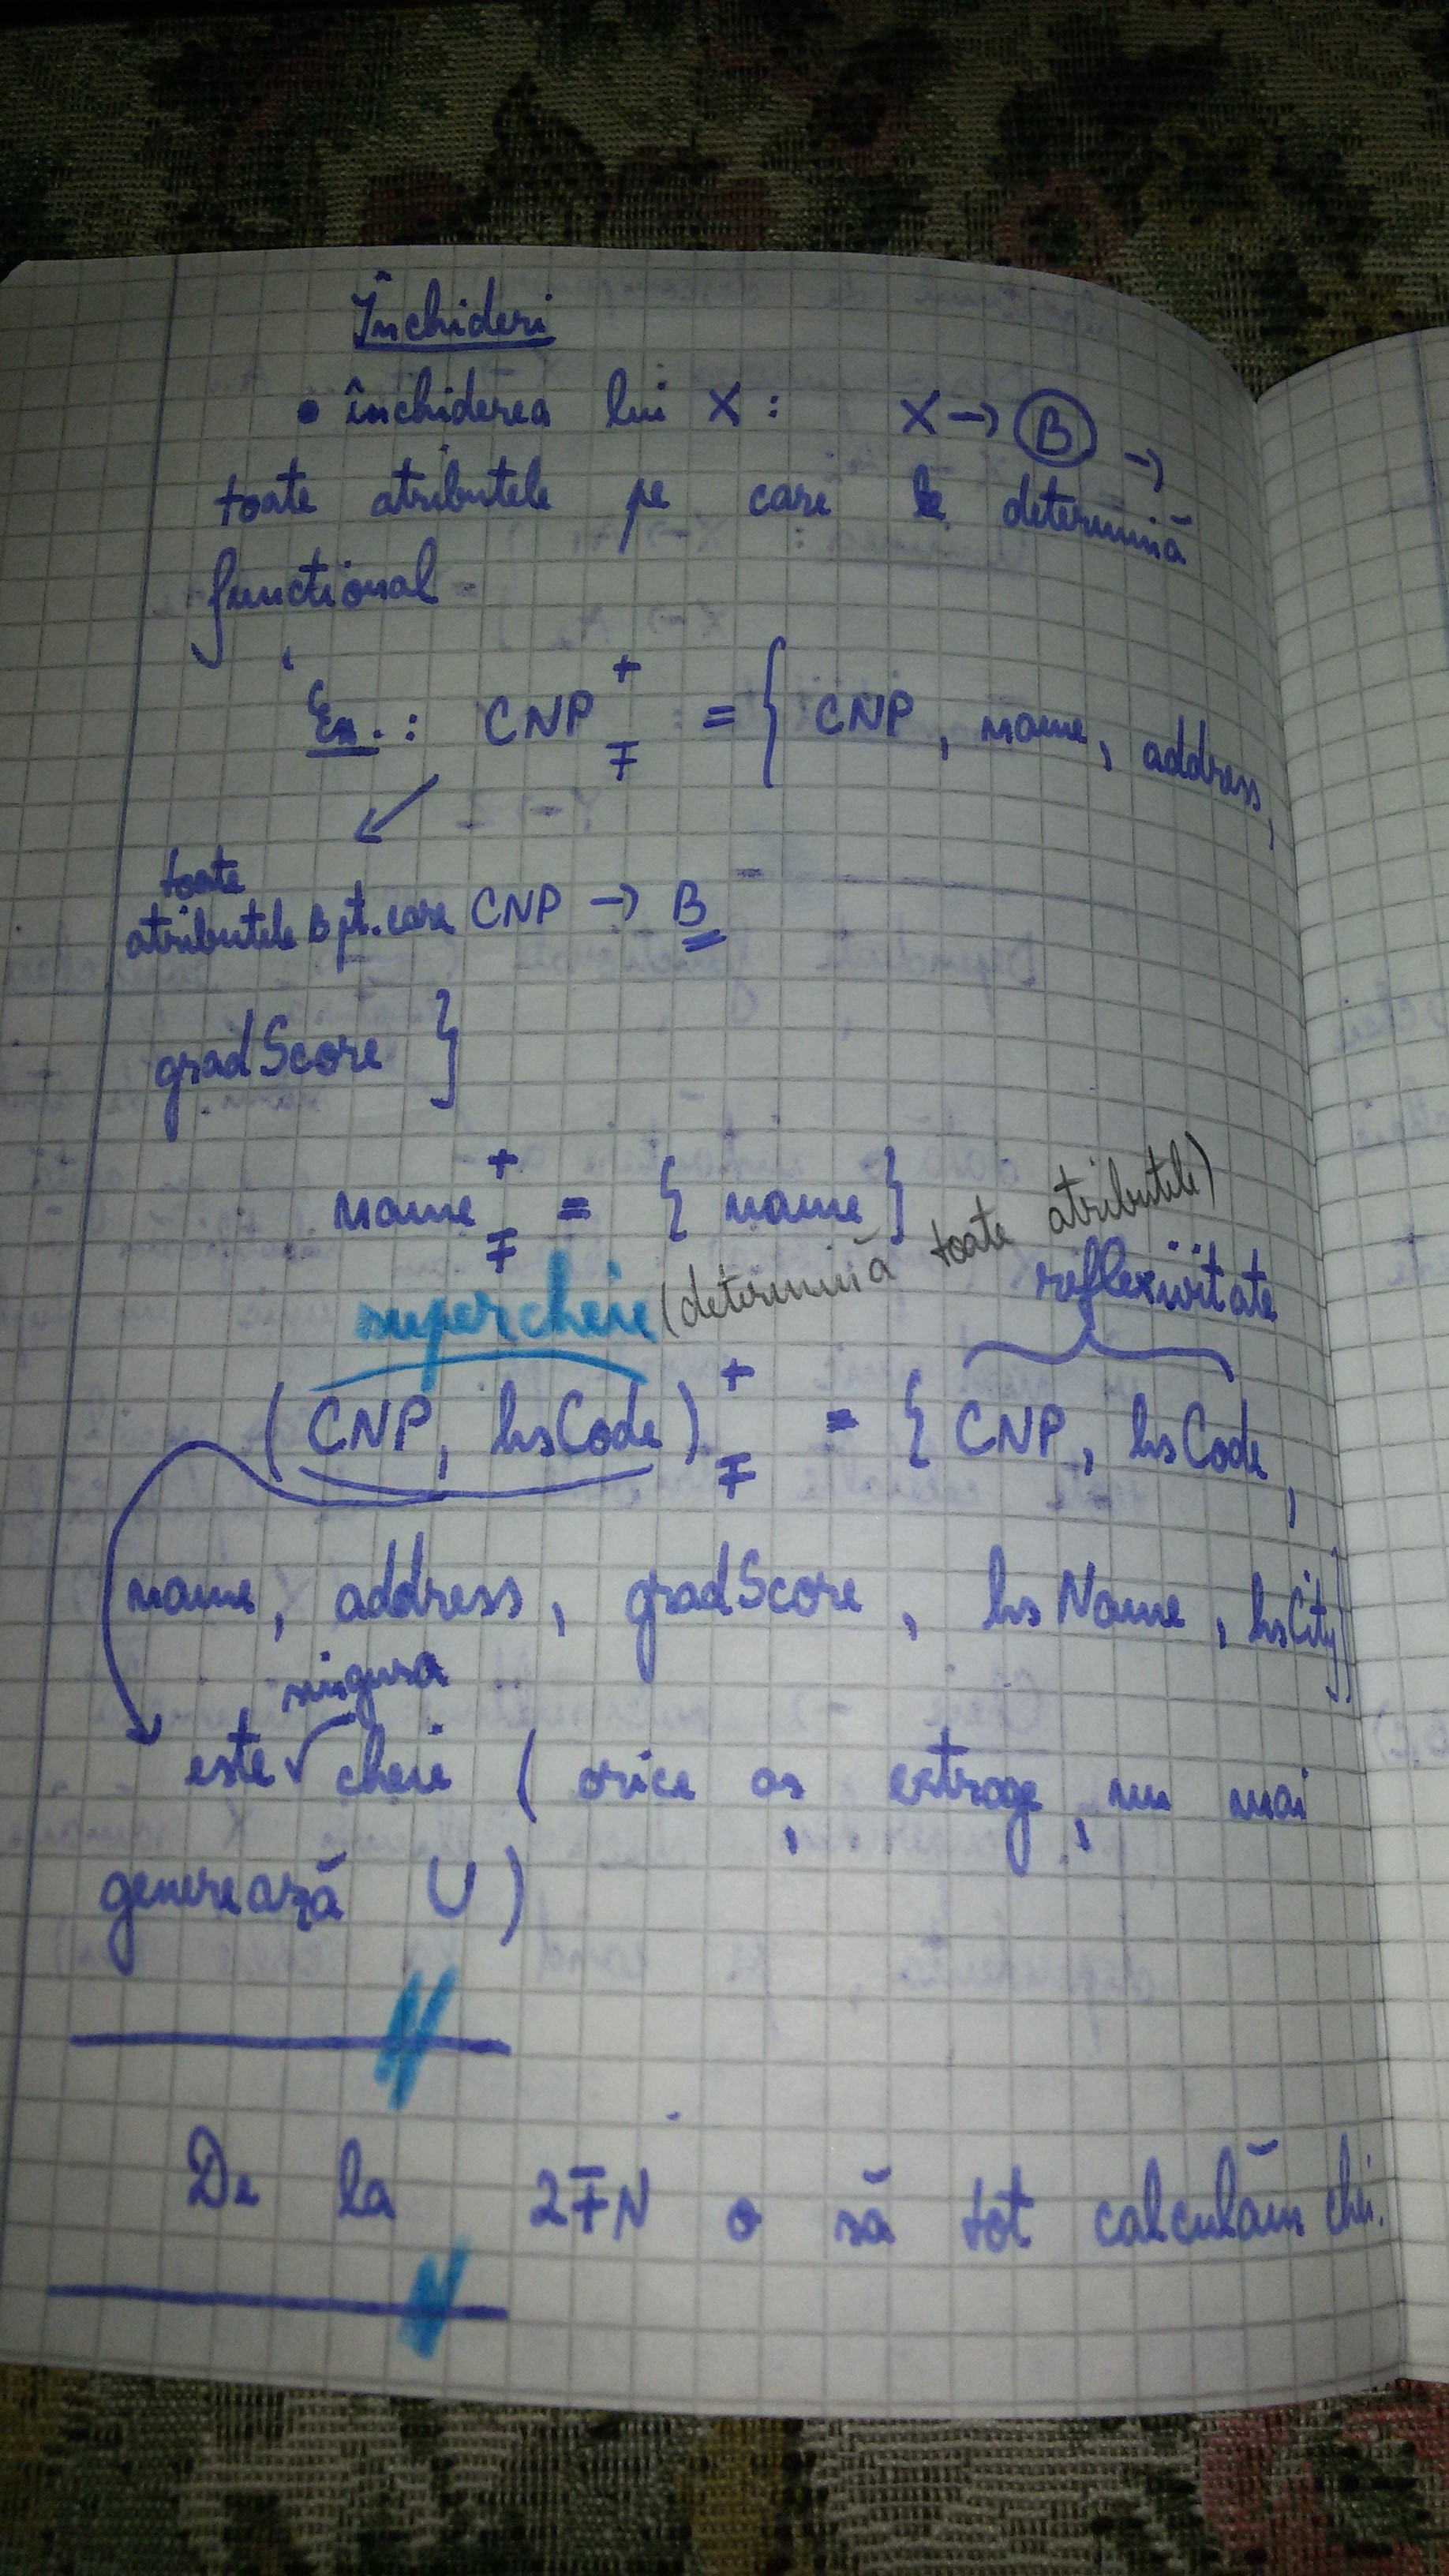 Închideri
• închiderea lui X: X → B →
toate atributele pe care le determină
funcțional.
Ex.: CNP⁺_F = { CNP, name, address,
toate
atributele B pt. care CNP → B
gradScore }
name⁺_F = { name }
supercheie (determină toate atributele)
reflexivitate
(CNP, hsCode)⁺_F = { CNP, hsCode,
name, address, gradScore, hsName, hsCity }
singura
este cheie ( orice aș extrage, nu mai
generează U )
De la 2FN o să tot calculăm chei.